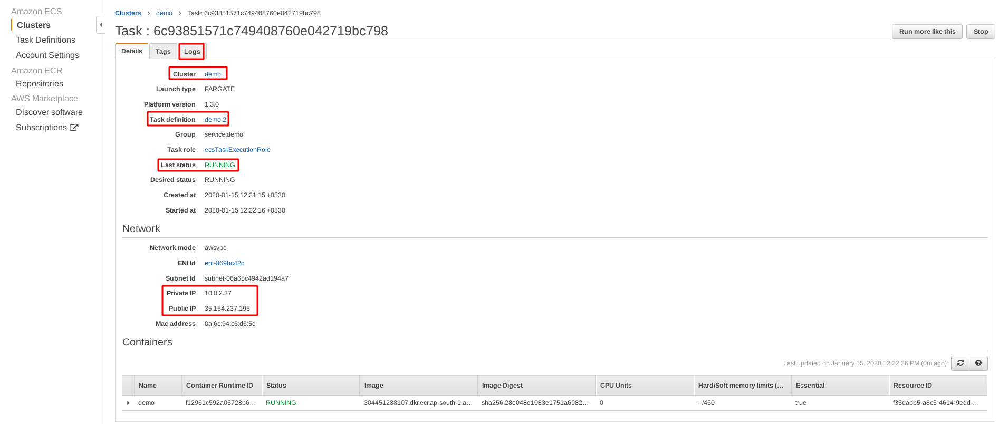 Amazon ECS
Clusters
Task Definitions
Account Settings
Amazon ECR
Repositories
AWS Marketplace
Discover software
Subscriptions
Clusters > demo > Task: 6c93851571c749408760e042719bc798
Task : 6c93851571c749408760e042719bc798
Run more like this Stop
Details Tags Logs
Cluster demo
Launch type FARGATE
Platform version 1.3.0
Task definition demo:2
Group service:demo
Task role ecsTaskExecutionRole
Last status RUNNING
Desired status RUNNING
Created at 2020-01-15 12:21:15 +0530
Started at 2020-01-15 12:22:16 +0530
Network
Network mode awsvpc
ENI Id eni-069bc42c
Subnet Id subnet-06a65c4942ad194a7
Private IP 10.0.2.37
Public IP 35.154.237.195
Mac address 0a:6c:94:c6:d6:5c
Containers
Last updated on January 15, 2020 12:22:36 PM (0m ago)
Name Container Runtime ID Status Image Image Digest CPU Units Hard/Soft memory limits (... Essential Resource ID
demo f12961c592a05728b6... RUNNING 304451288107.dkr.ecr.ap-south-1.a... sha256:28e048d1083e1751a6982... 0 --/450 true f35dabb5-a8c5-4614-9edd-...